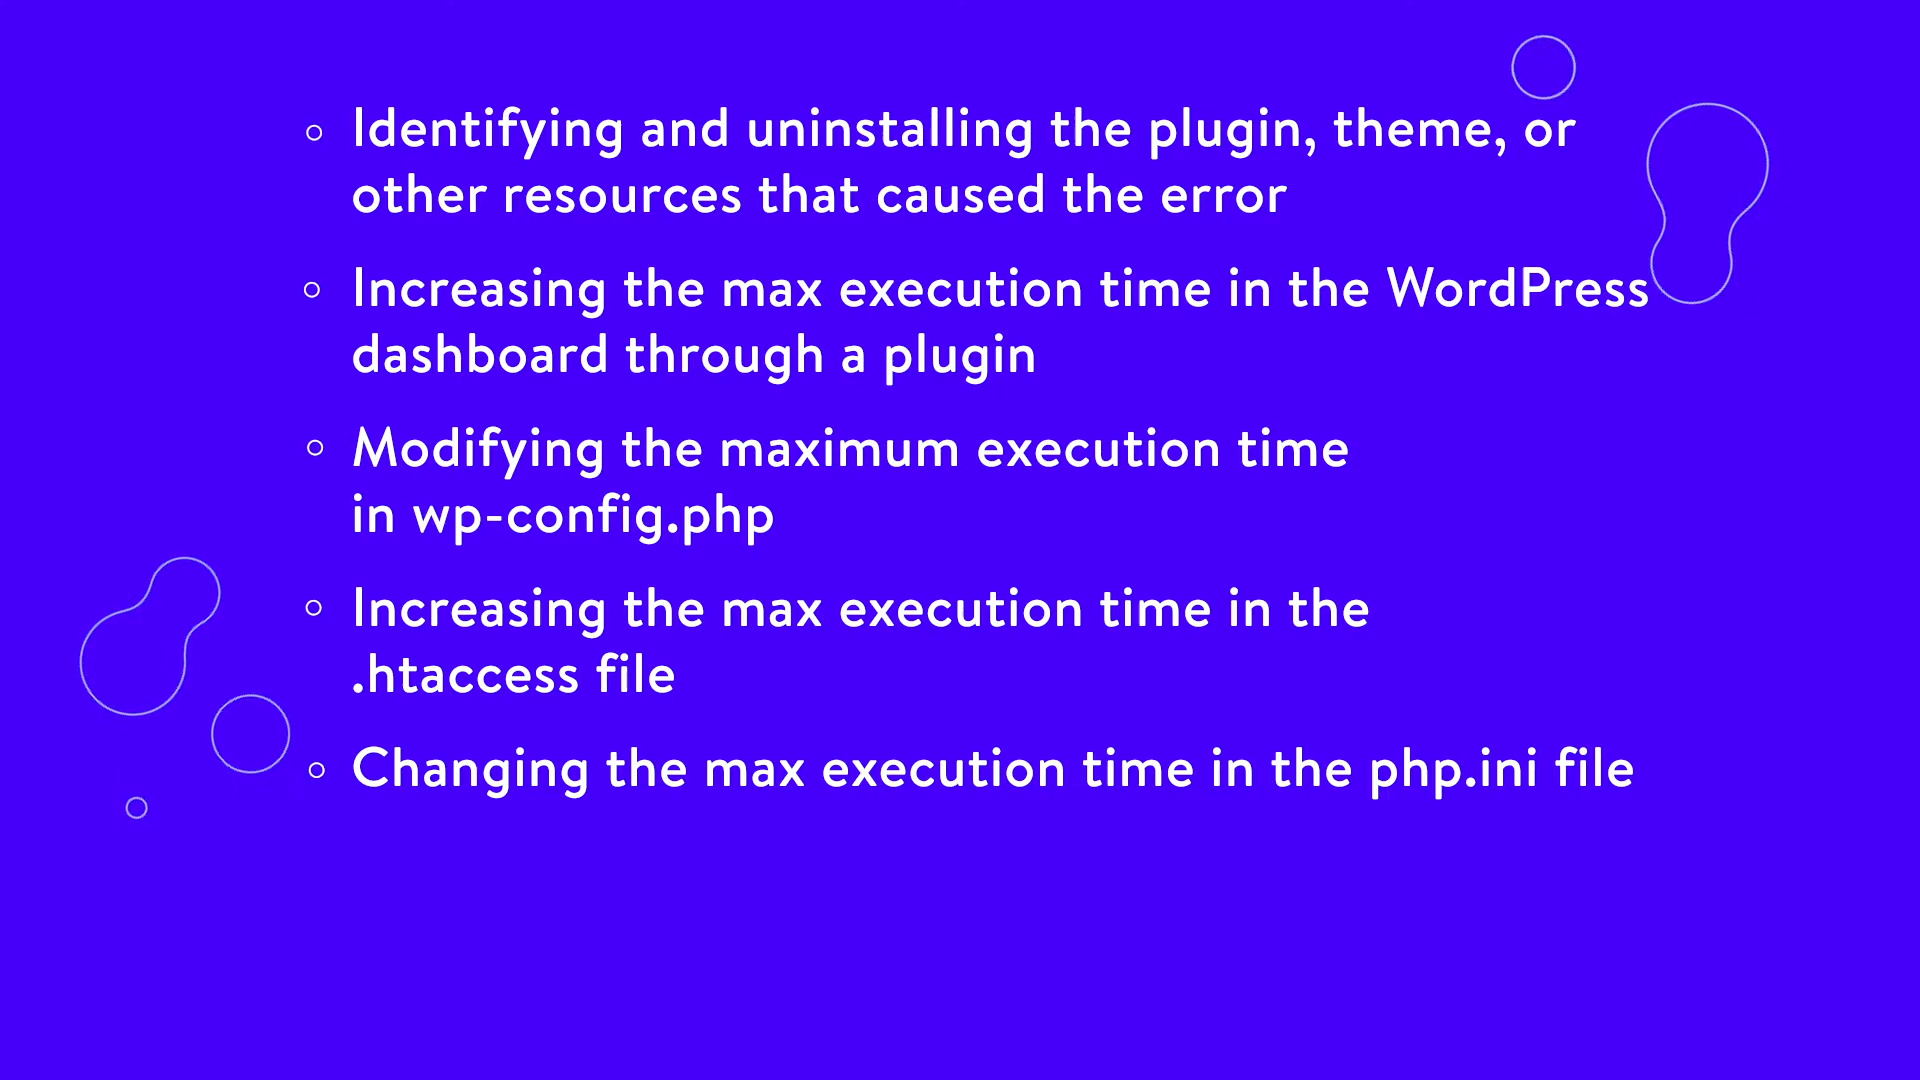 Identifying and uninstalling the plugin, theme, or
other resources that caused the error
Increasing the max execution time in the WordPress
dashboard through a plugin
Modifying the maximum execution time
in wp-config.php
Increasing the max execution time in the
.htaccess file
Changing the max execution time in the php.ini file